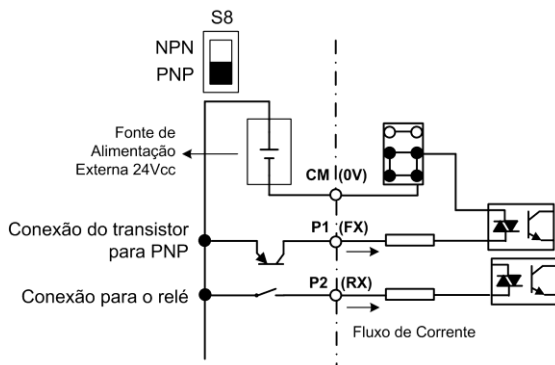 S8
NPN
PNP
Fonte de
Alimentação
Externa 24Vcc
CM (0V)
Conexão do transistor
para PNP
P1 (FX)
Conexão para o relé
P2 (RX)
Fluxo de Corrente